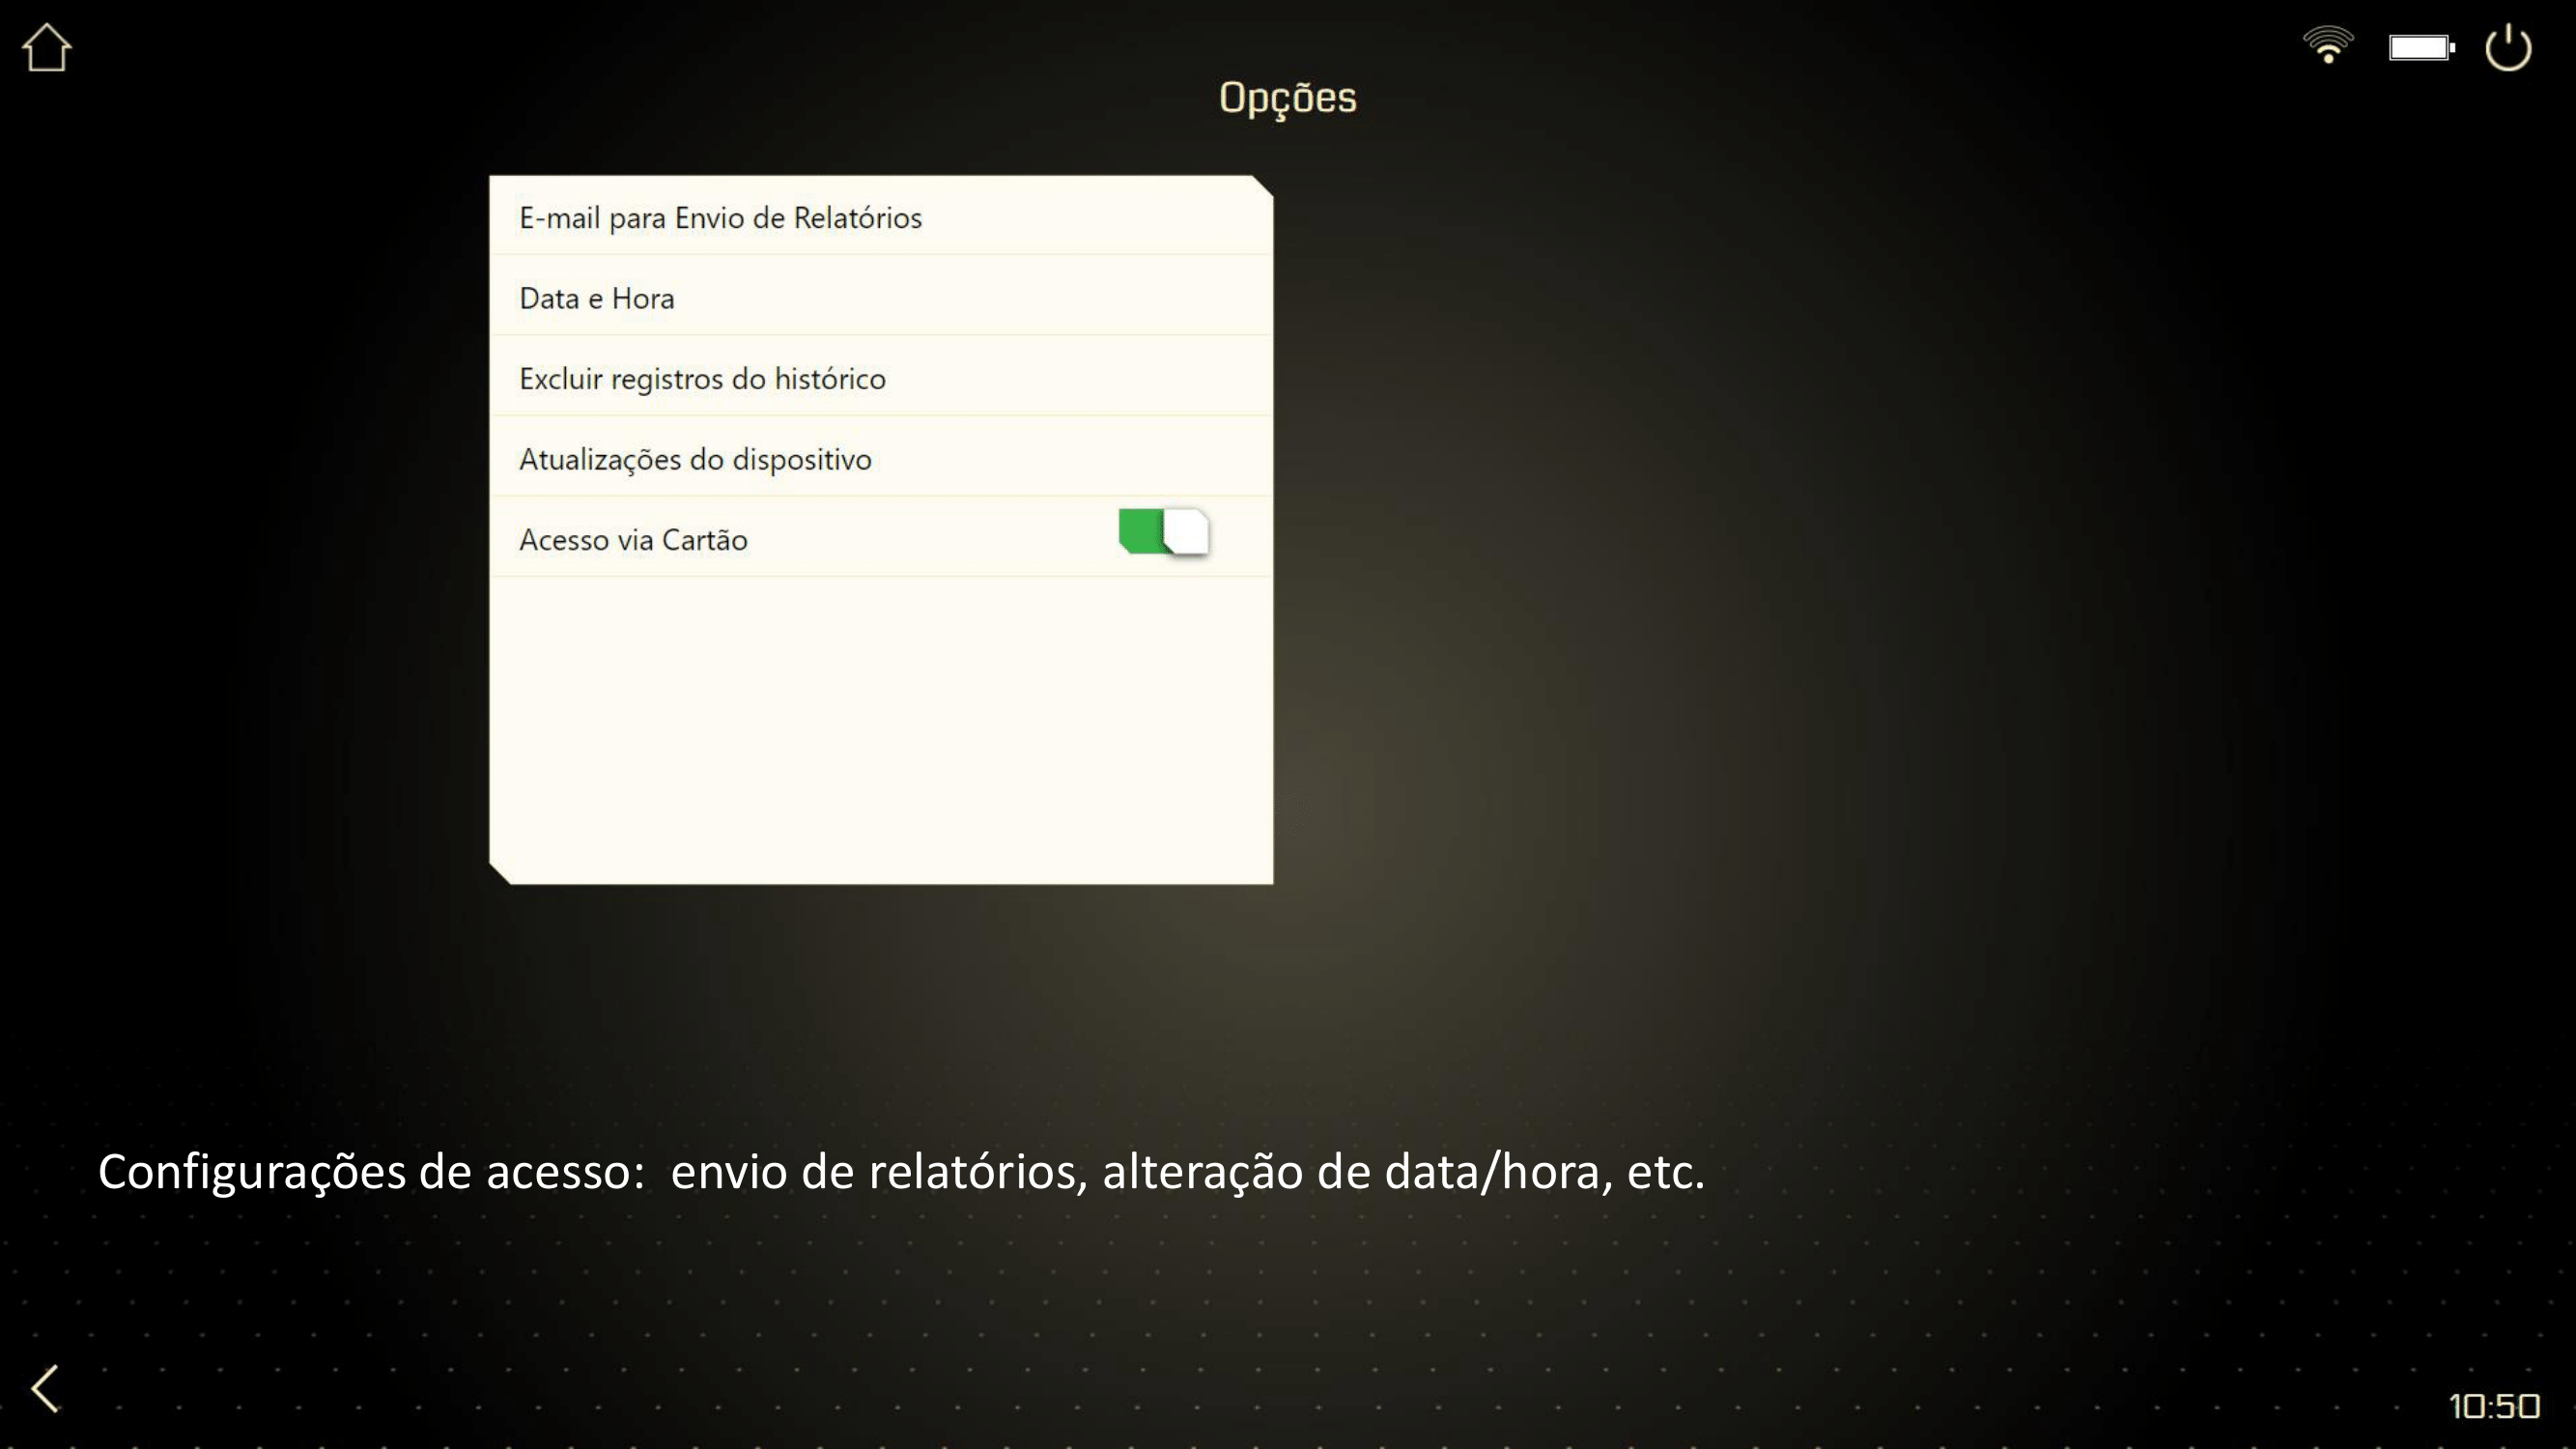 Opções
E-mail para Envio de Relatórios
Data e Hora
Excluir registros do histórico
Atualizações do dispositivo
Acesso via Cartão
Configurações de acesso:  envio de relatórios, alteração de data/hora, etc.
10:50